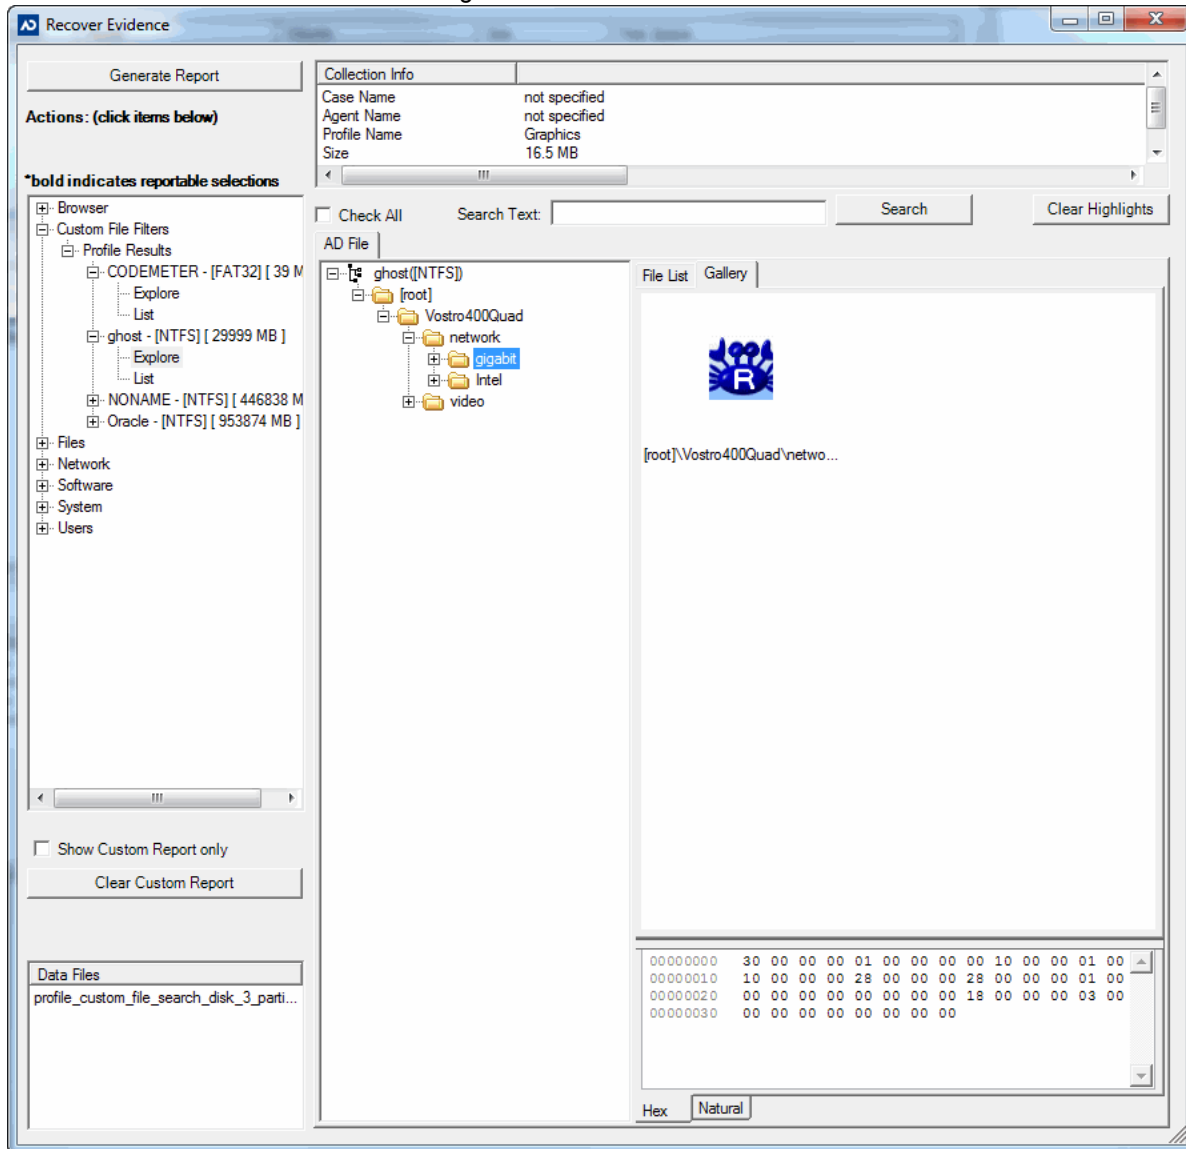 Recover Evidence
Generate Report
Actions: (click items below)
*bold indicates reportable selections
Browser
Custom File Filters
Profile Results
CODEMETER - [FAT32] [ 39 M
Explore
List
ghost - [NTFS] [ 29999 MB ]
Explore
List
NONAME - [NTFS] [ 446838 M
Oracle - [NTFS] [ 953874 MB ]
Files
Network
Software
System
Users
Show Custom Report only
Clear Custom Report
Data Files
profile_custom_file_search_disk_3_parti...
Collection Info
Case Name not specified
Agent Name not specified
Profile Name Graphics
Size 16.5 MB
Check All Search Text: Search Clear Highlights
AD File
ghost([NTFS])
[root]
Vostro400Quad
network
gigabit
Intel
video
File List Gallery
R
[root]\Vostro400Quad\netwo...
00000000 30 00 00 00 01 00 00 00 00 10 00 00 01 00
00000010 10 00 00 00 28 00 00 00 28 00 00 00 01 00
00000020 00 00 00 00 00 00 00 00 18 00 00 00 03 00
00000030 00 00 00 00 00 00 00 00
Hex Natural